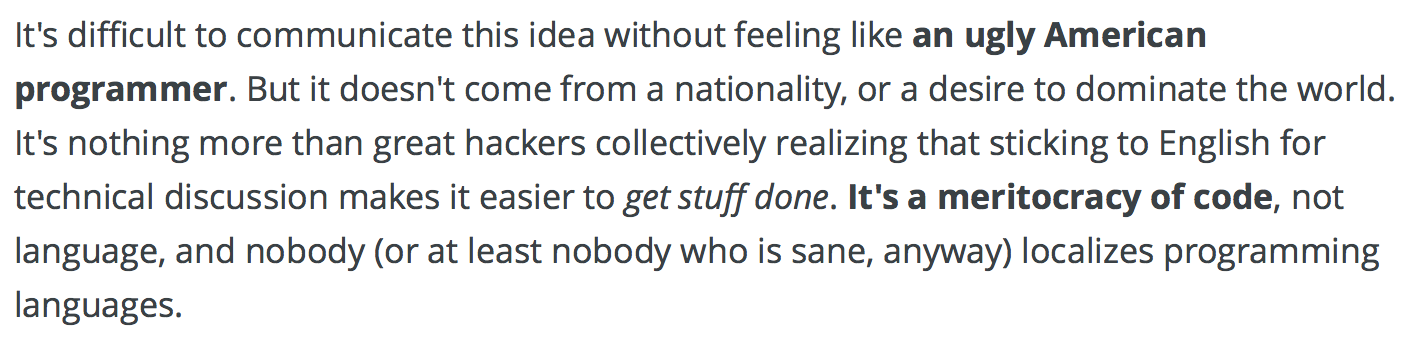 It's difficult to communicate this idea without feeling like an ugly American
programmer. But it doesn't come from a nationality, or a desire to dominate the world.
It's nothing more than great hackers collectively realizing that sticking to English for
technical discussion makes it easier to get stuff done. It's a meritocracy of code, not
language, and nobody (or at least nobody who is sane, anyway) localizes programming
languages.